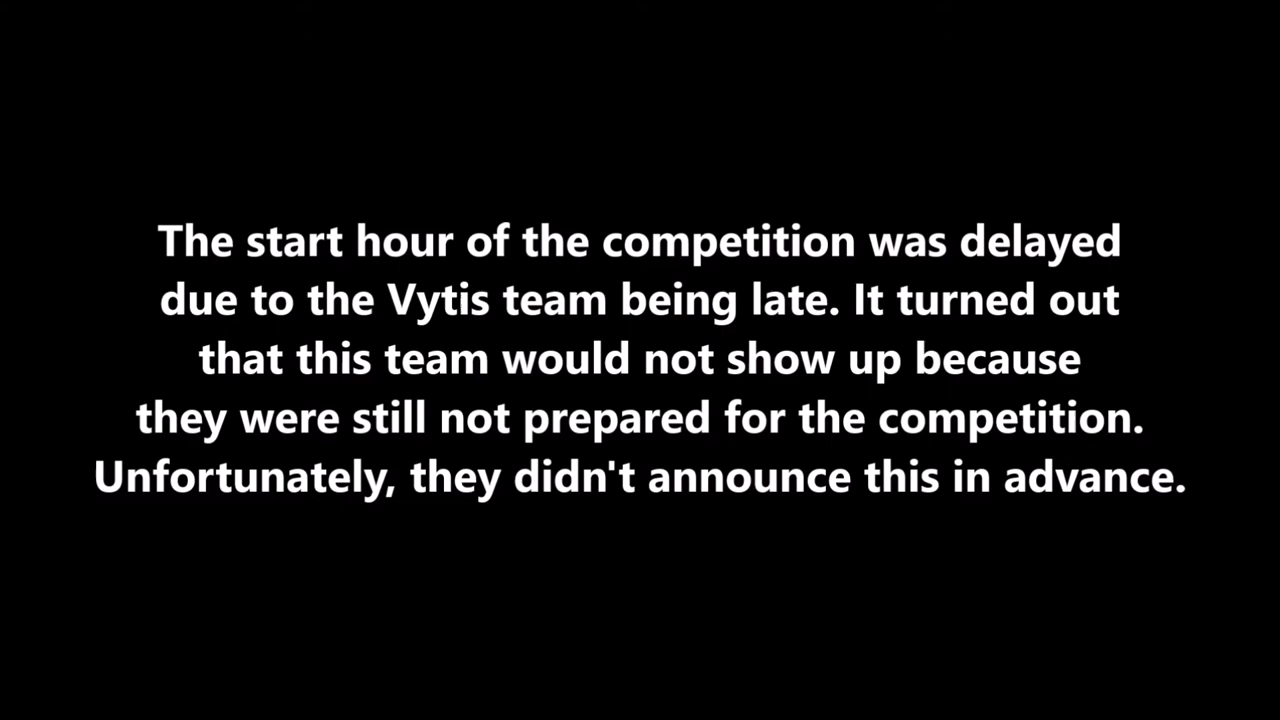 The start hour of the competition was delayed
due to the Vytis team being late. It turned out
that this team would not show up because
they were still not prepared for the competition.
Unfortunately, they didn't announce this in advance.